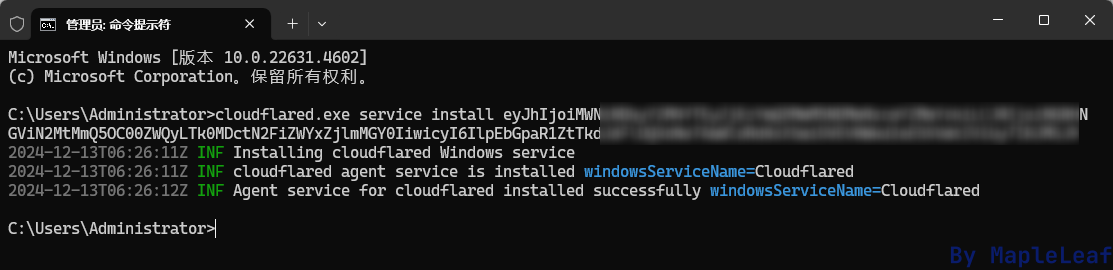 管理员: 命令提示符
Microsoft Windows [版本 10.0.22631.4602]
(c) Microsoft Corporation。保留所有权利。
C:\Users\Administrator>cloudflared.exe service install eyJhIjoiMWN N
GViN2MtMmQ5OC00ZWQyLTk0MDctN2FiZWYxZjlmMGY0IiwicyI6IlpEbGpaR1ZtTkd
2024-12-13T06:26:11Z INF Installing cloudflared Windows service
2024-12-13T06:26:11Z INF cloudflared agent service is installed windowsServiceName=Cloudflared
2024-12-13T06:26:12Z INF Agent service for cloudflared installed successfully windowsServiceName=Cloudflared
C:\Users\Administrator>
By MapleLeaf